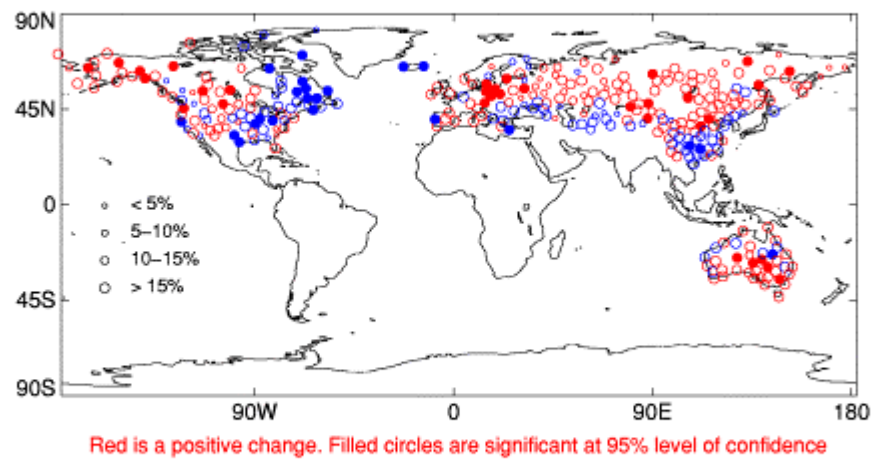 90N
45N
0
45S
90S
< 5%
5–10%
10–15%
> 15%
90W 0 90E 180
Red is a positive change. Filled circles are significant at 95% level of confidence